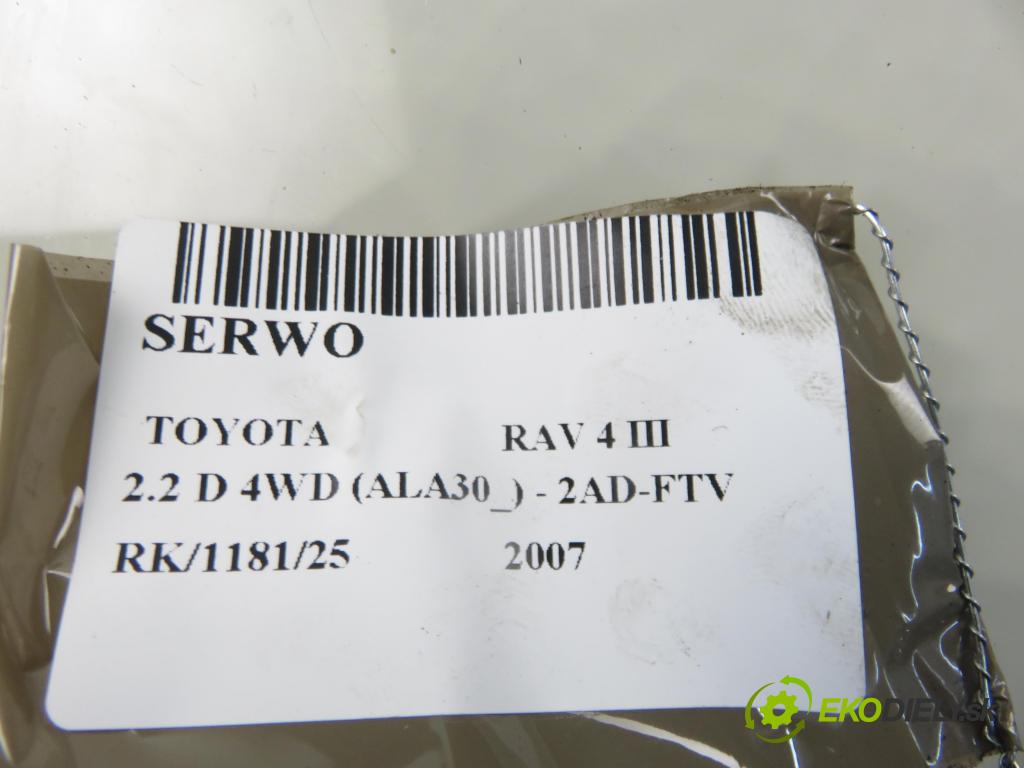 SERWO
TOYOTA RAV 4 III
2.2 D 4WD (ALA30_) - 2AD-FTV
RK/1181/25 2007
EKODIELY.SK